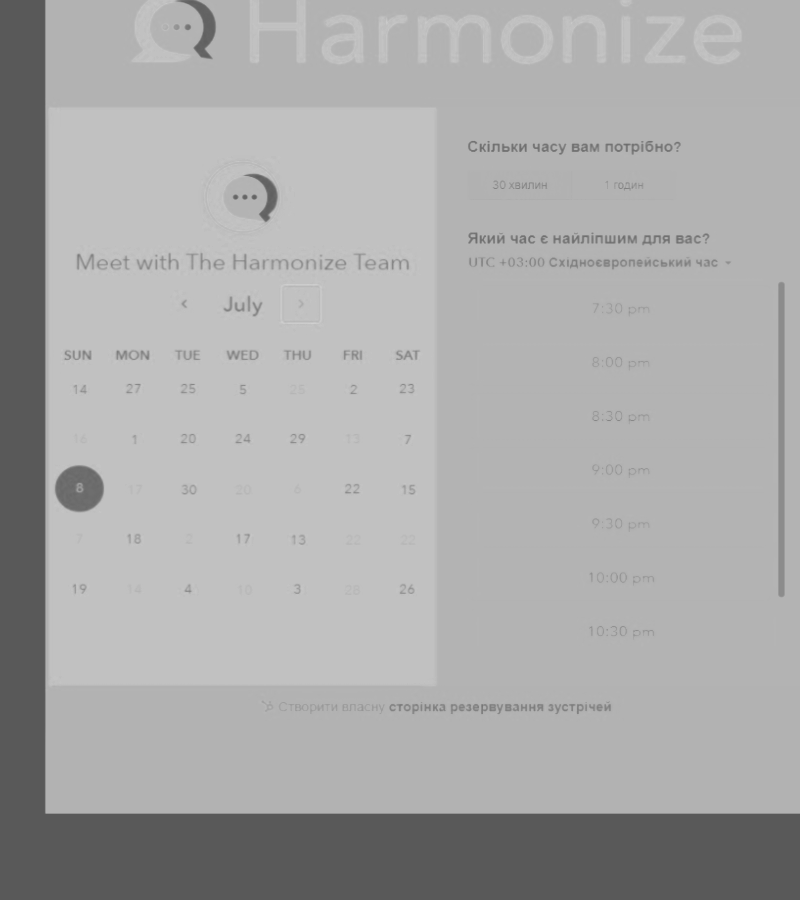 Harmonize
Meet with The Harmonize Team
July
SUN MON TUE WED THU FRI SAT
14 27 25 5 25 2 23
16 1 20 24 29 13 7
8 17 30 20 6 22 15
7 18 2 17 13 22 22
19 14 4 10 3 28 26
Скільки часу вам потрібно?
30 хвилин 1 годин
Який час є найліпшим для вас?
UTC +03:00 Східноєвропейський час
7:30 pm
8:00 pm
8:30 pm
9:00 pm
9:30 pm
10:00 pm
10:30 pm
Створити власну сторінка резервування зустрічей